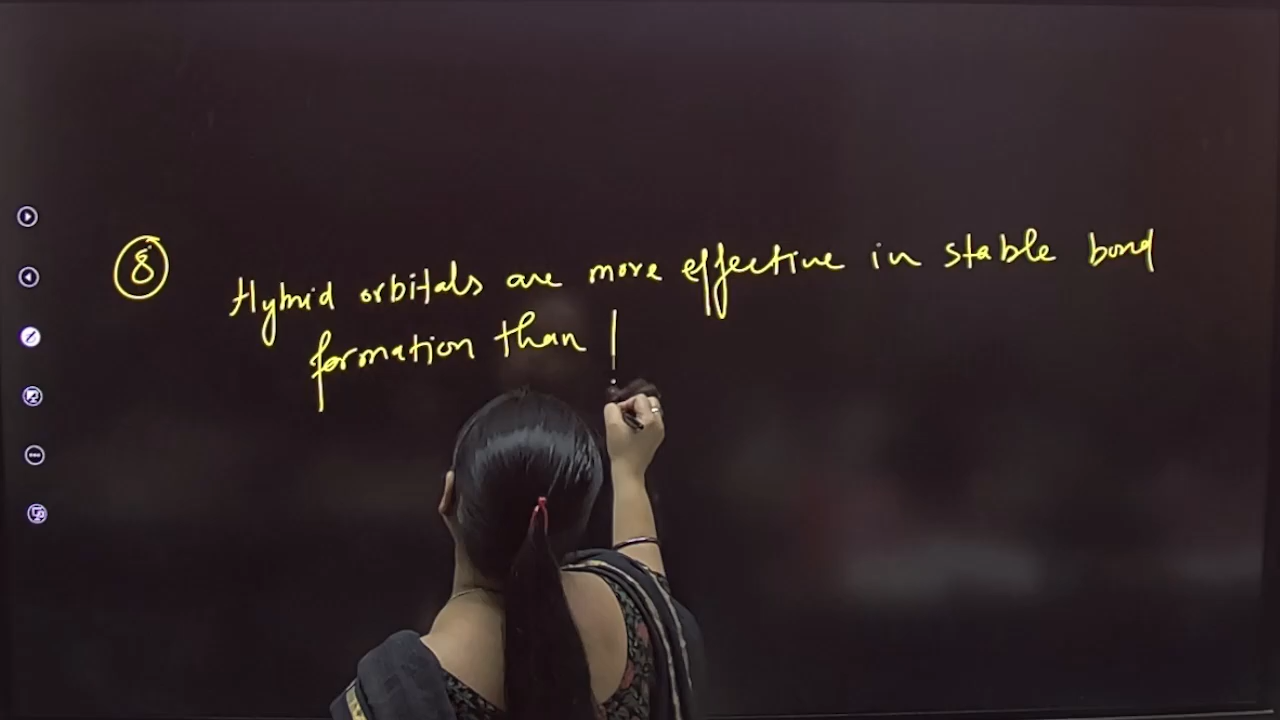 8 Hybrid orbitals are more effective in stable bond
formation than